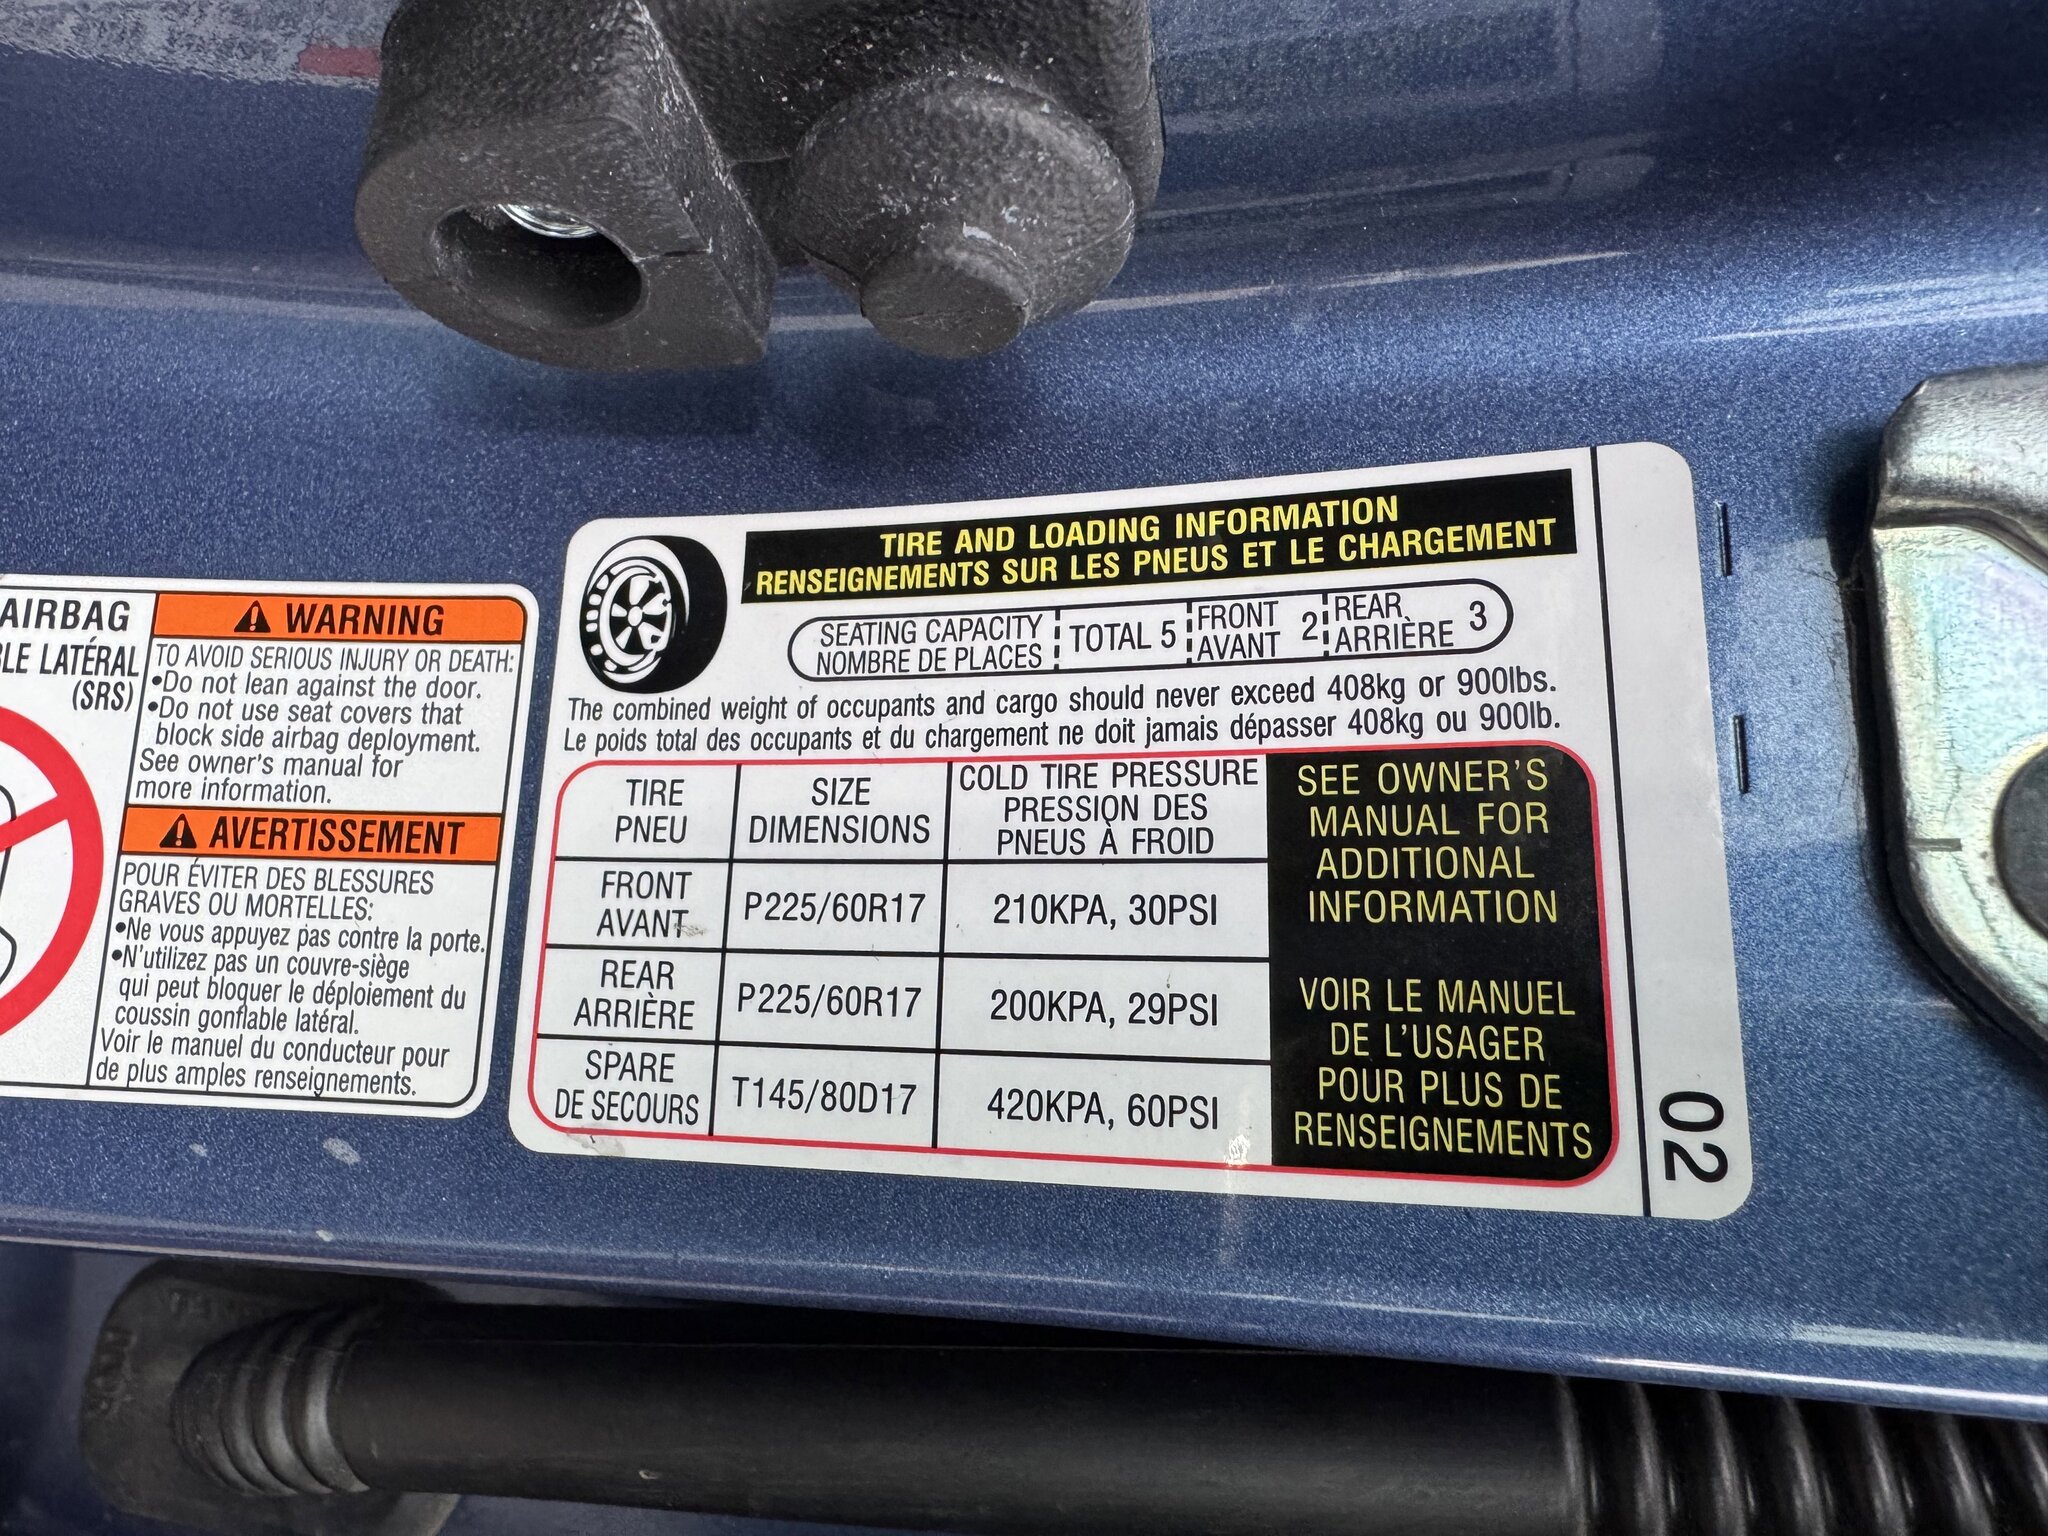 AIRBAG
LE LATÉRAL
(SRS)
WARNING
TO AVOID SERIOUS INJURY OR DEATH:
•Do not lean against the door.
•Do not use seat covers that
block side airbag deployment.
See owner's manual for
more information.
AVERTISSEMENT
POUR ÉVITER DES BLESSURES
GRAVES OU MORTELLES:
•Ne vous appuyez pas contre la porte.
•N'utilizez pas un couvre-siège
qui peut bloquer le déploiement du
coussin gonflable latéral.
Voir le manuel du conducteur pour
de plus amples renseignements.
TIRE AND LOADING INFORMATION
RENSEIGNEMENTS SUR LES PNEUS ET LE CHARGEMENT
SEATING CAPACITY
NOMBRE DE PLACES
TOTAL 5
FRONT
AVANT 2
REAR
ARRIÈRE 3
The combined weight of occupants and cargo should never exceed 408kg or 900lbs.
Le poids total des occupants et du chargement ne doit jamais dépasser 408kg ou 900lb.
TIRE
PNEU
SIZE
DIMENSIONS
COLD TIRE PRESSURE
PRESSION DES
PNEUS À FROID
FRONT
AVANT
P225/60R17
210KPA, 30PSI
REAR
ARRIÈRE
P225/60R17
200KPA, 29PSI
SPARE
DE SECOURS
T145/80D17
420KPA, 60PSI
SEE OWNER'S
MANUAL FOR
ADDITIONAL
INFORMATION
VOIR LE MANUEL
DE L'USAGER
POUR PLUS DE
RENSEIGNEMENTS
02